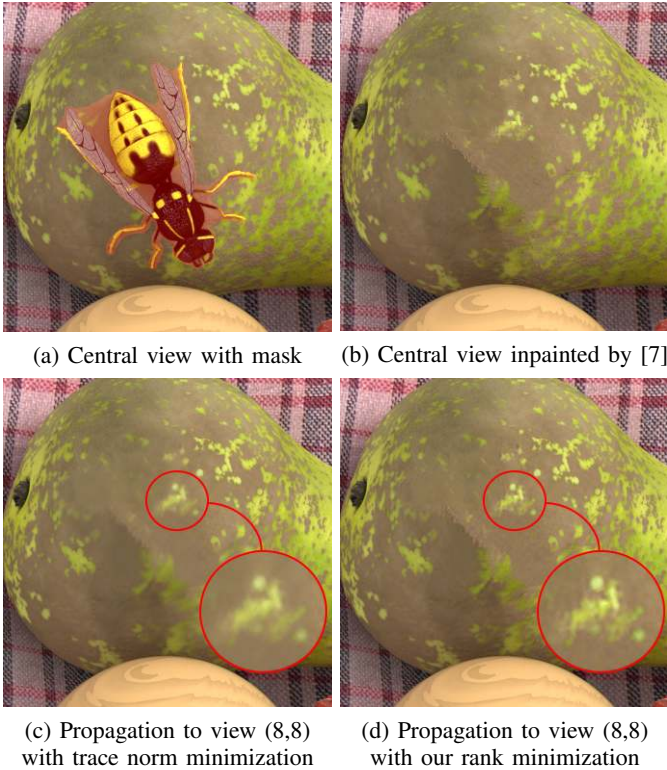 (a) Central view with mask
(b) Central view inpainted by [7]
(c) Propagation to view (8,8)
with trace norm minimization
(d) Propagation to view (8,8)
with our rank minimization